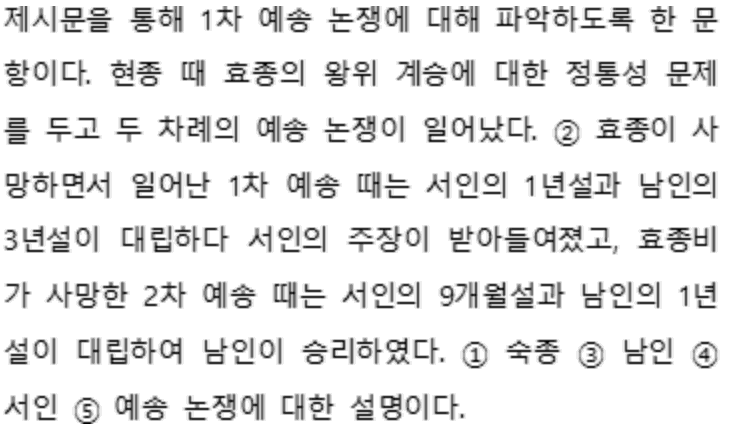 제시문을 통해 1차 예송 논쟁에 대해 파악하도록 한 문
항이다. 현종 때 효종의 왕위 계승에 대한 정통성 문제
를 두고 두 차례의 예송 논쟁이 일어났다. ② 효종이 사
망하면서 일어난 1차 예송 때는 서인의 1년설과 남인의
3년설이 대립하다 서인의 주장이 받아들여졌고, 효종비
가 사망한 2차 예송 때는 서인의 9개월설과 남인의 1년
설이 대립하여 남인이 승리하였다. ① 숙종 ③ 남인 ④
서인 ⑤ 예송 논쟁에 대한 설명이다.